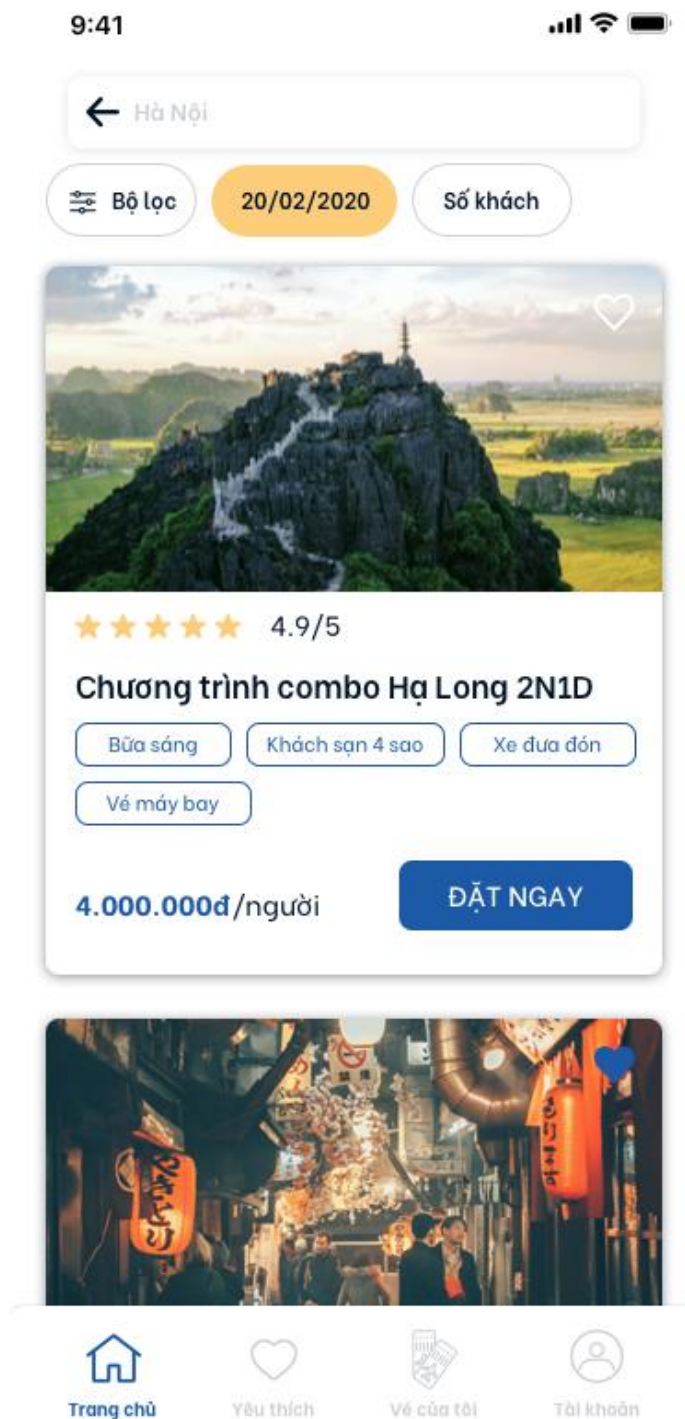 9:41
Hà Nội
Bộ lọc
20/02/2020
Số khách
4.9/5
Chương trình combo Hạ Long 2N1D
Bữa sáng
Khách sạn 4 sao
Xe đưa đón
Vé máy bay
4.000.000đ/người
ĐẶT NGAY
Trang chủ
Yêu thích
Vé của tôi
Tài khoản